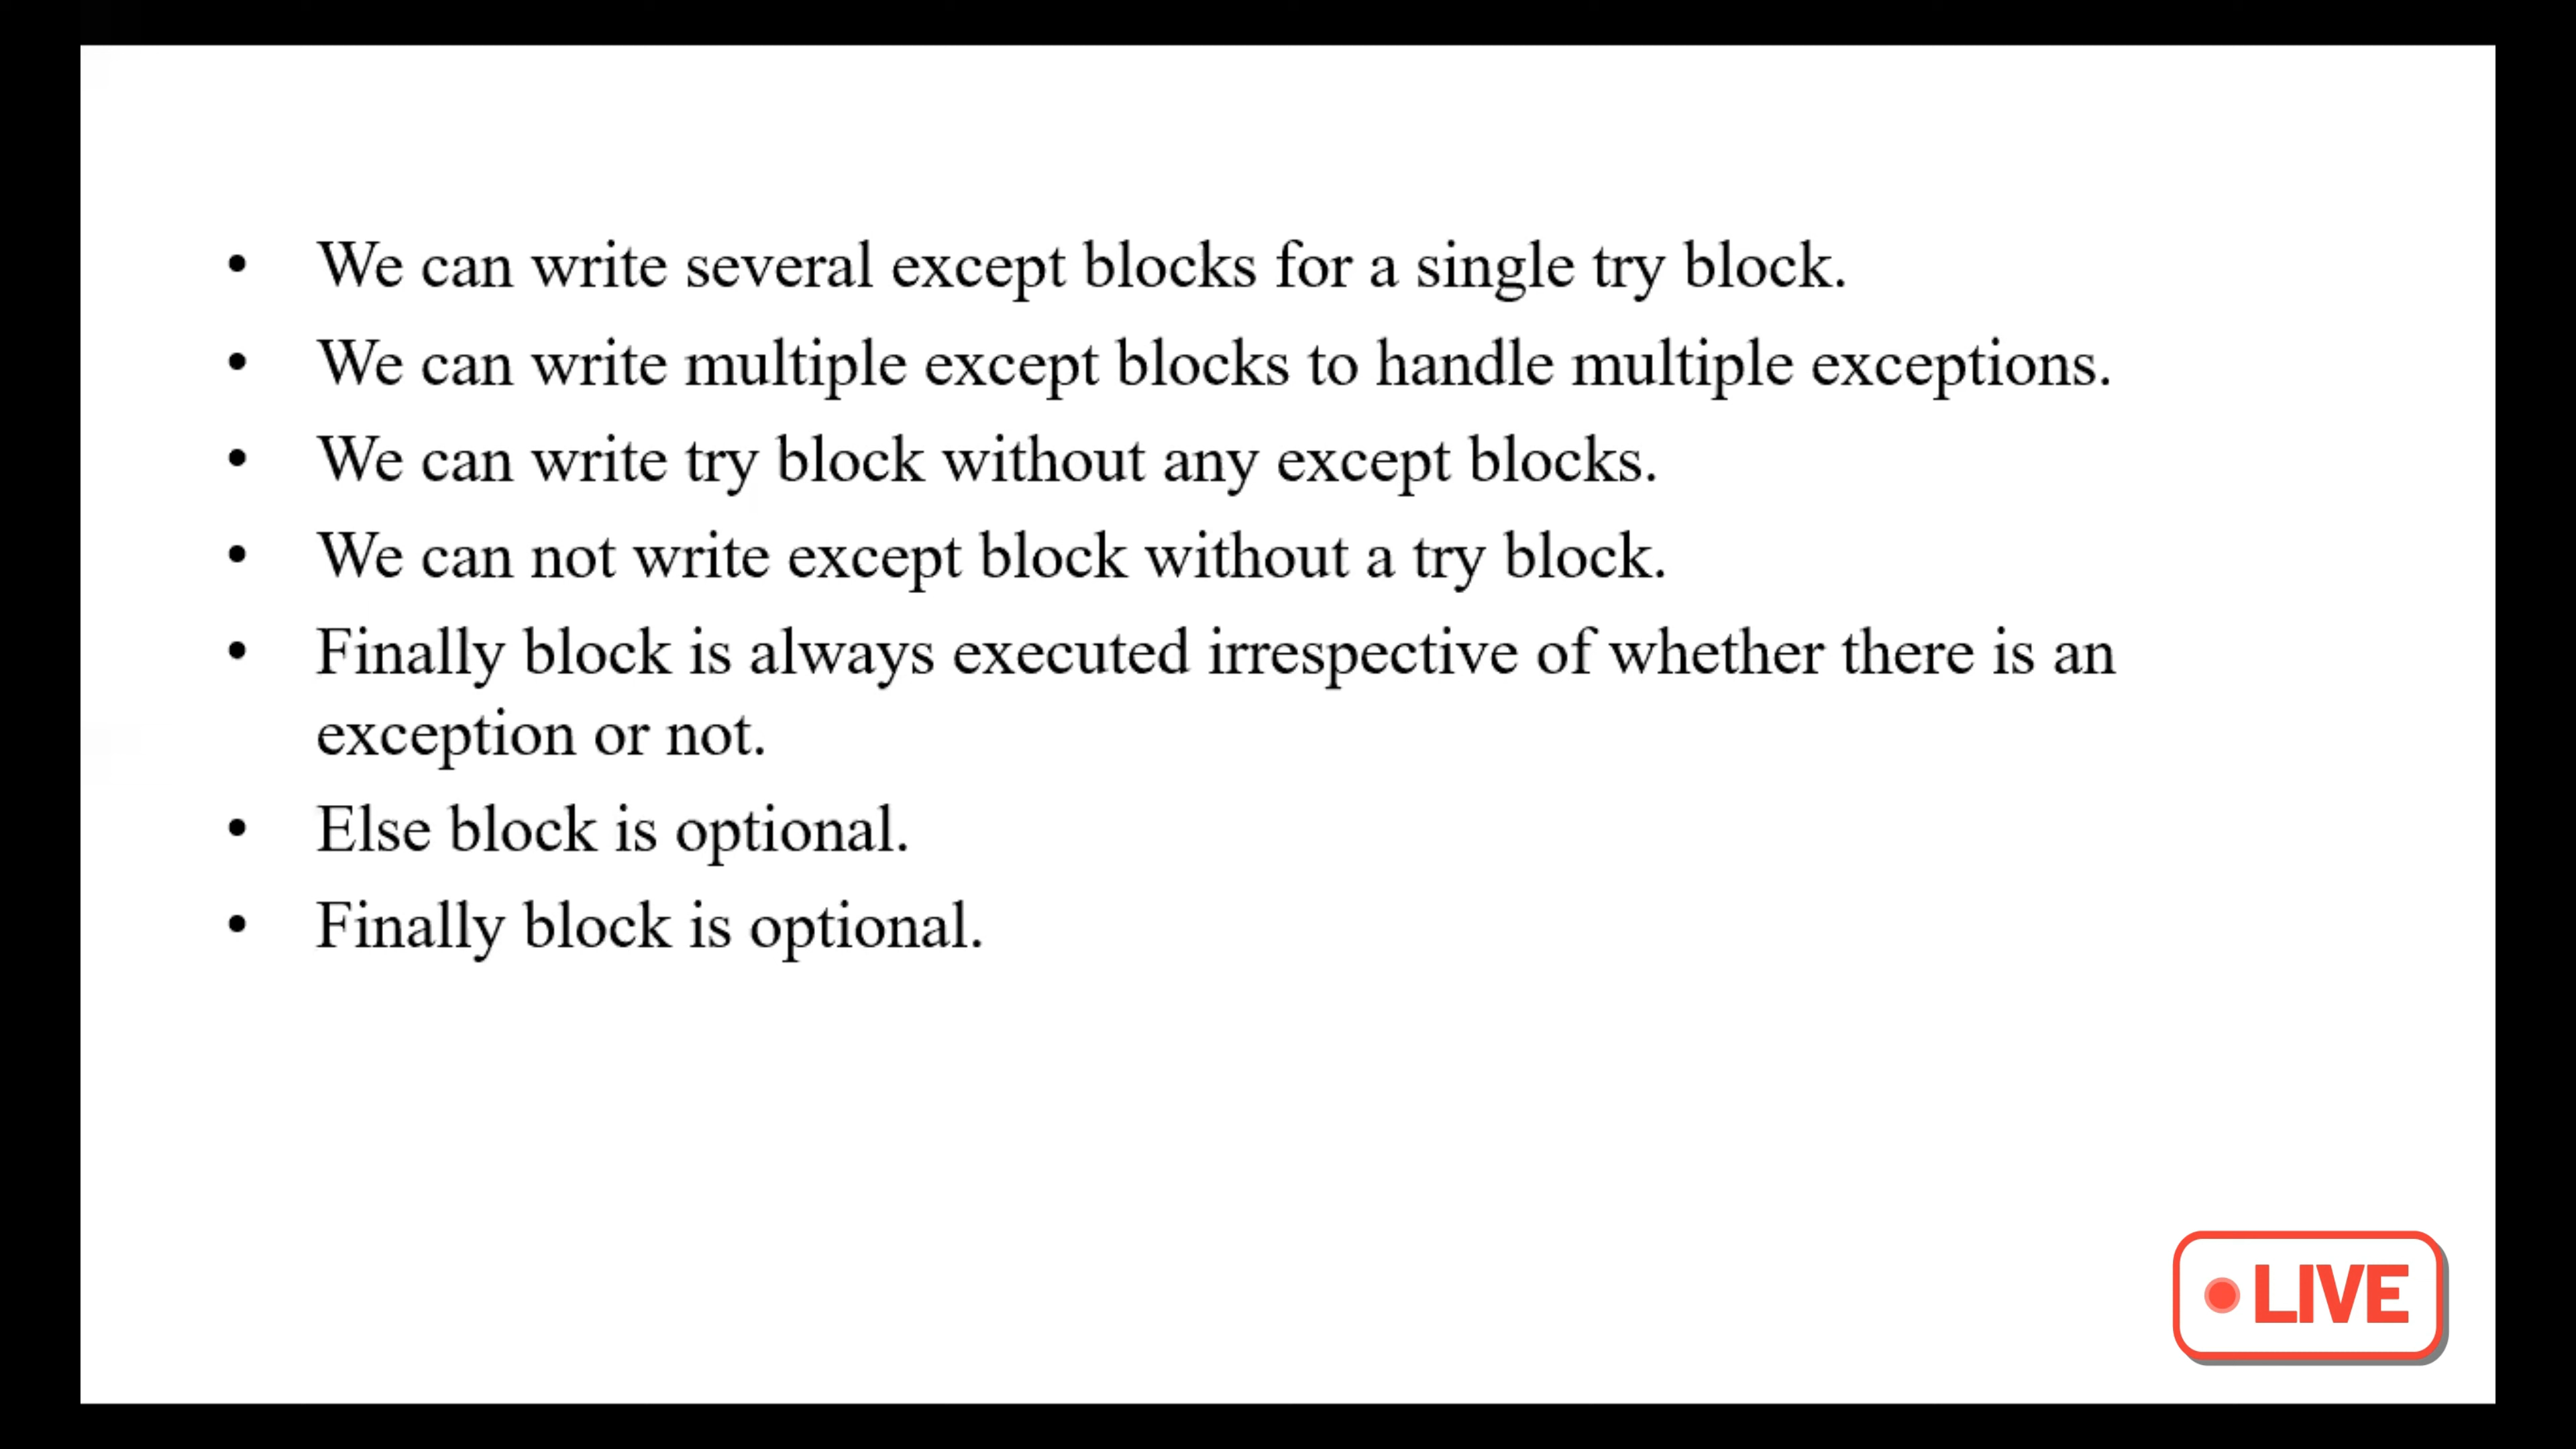 • We can write several except blocks for a single try block.
• We can write multiple except blocks to handle multiple exceptions.
• We can write try block without any except blocks.
• We can not write except block without a try block.
• Finally block is always executed irrespective of whether there is an
exception or not.
• Else block is optional.
• Finally block is optional.
LIVE